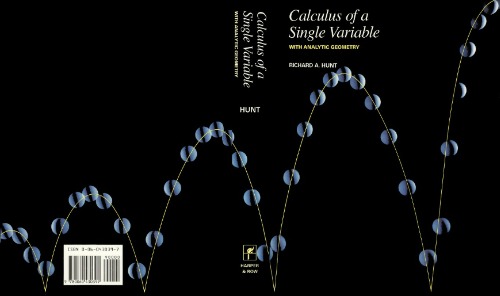 Calculus of a
Single Variable
WITH ANALYTIC GEOMETRY
HUNT
HARPER
& ROW
Calculus of a
Single Variable
WITH ANALYTIC GEOMETRY
RICHARD A. HUNT